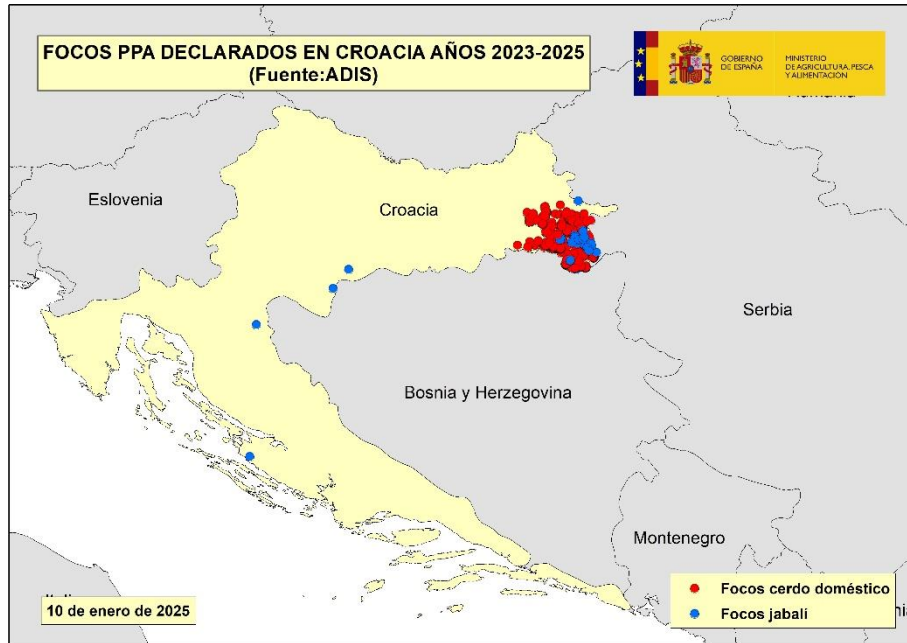 FOCOS PPA DECLARADOS EN CROACIA AÑOS 2023-2025
(Fuente:ADIS)
GOBIERNO
DE ESPAÑA
MINISTERIO
DE AGRICULTURA, PESCA
Y ALIMENTACIÓN
Eslovenia
Croacia
Serbia
Bosnia y Herzegovina
Montenegro
10 de enero de 2025
Focos cerdo doméstico
Focos jabalí